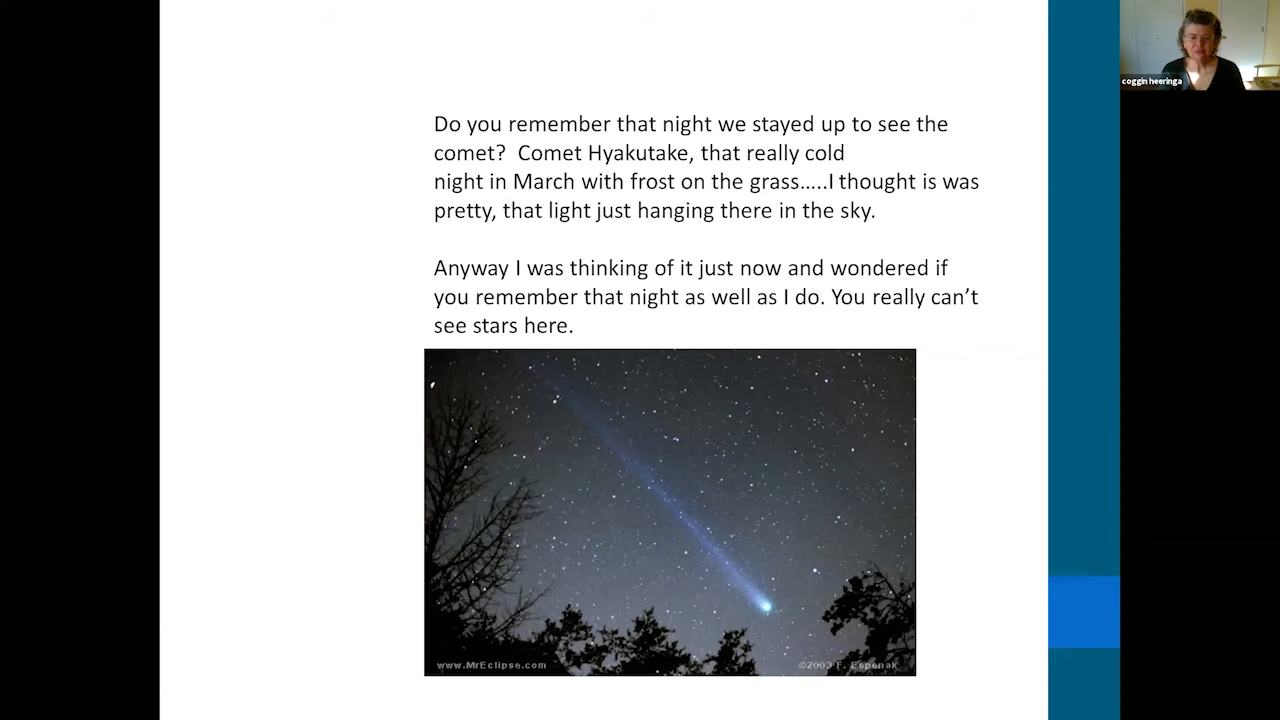 coggin heeringa
Do you remember that night we stayed up to see the
comet?  Comet Hyakutake, that really cold
night in March with frost on the grass…..I thought is was
pretty, that light just hanging there in the sky.
Anyway I was thinking of it just now and wondered if
you remember that night as well as I do. You really can’t
see stars here.
www.MrEclipse.com
©2003 F. Espenak